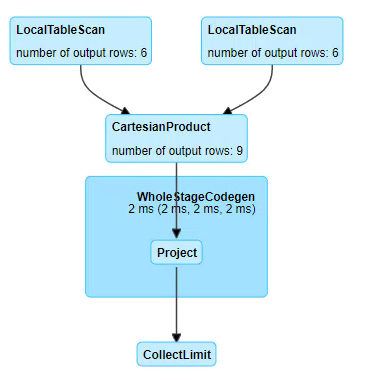 LocalTableScan
number of output rows: 6
LocalTableScan
number of output rows: 6
CartesianProduct
number of output rows: 9
WholeStageCodegen
2 ms (2 ms, 2 ms, 2 ms)
Project
CollectLimit